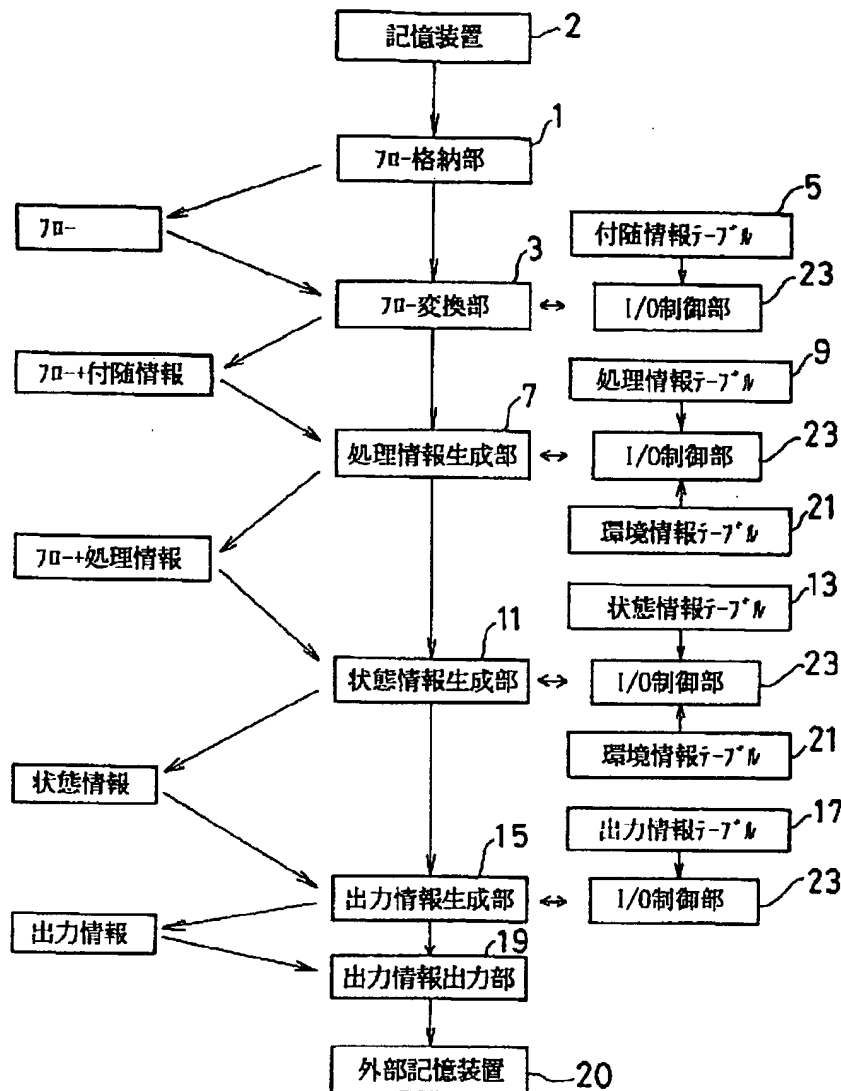 記憶装置
2
1
ﾌﾛｰ格納部
5
ﾌﾛｰ
付随情報ﾃｰﾌﾞﾙ
3
23
ﾌﾛｰ変換部
I/O制御部
9
ﾌﾛｰ+付随情報
処理情報ﾃｰﾌﾞﾙ
7
23
処理情報生成部
I/O制御部
21
ﾌﾛｰ+処理情報
環境情報ﾃｰﾌﾞﾙ
13
状態情報ﾃｰﾌﾞﾙ
11
23
状態情報生成部
I/O制御部
21
状態情報
環境情報ﾃｰﾌﾞﾙ
17
出力情報ﾃｰﾌﾞﾙ
15
23
出力情報生成部
I/O制御部
出力情報
19
出力情報出力部
外部記憶装置
20